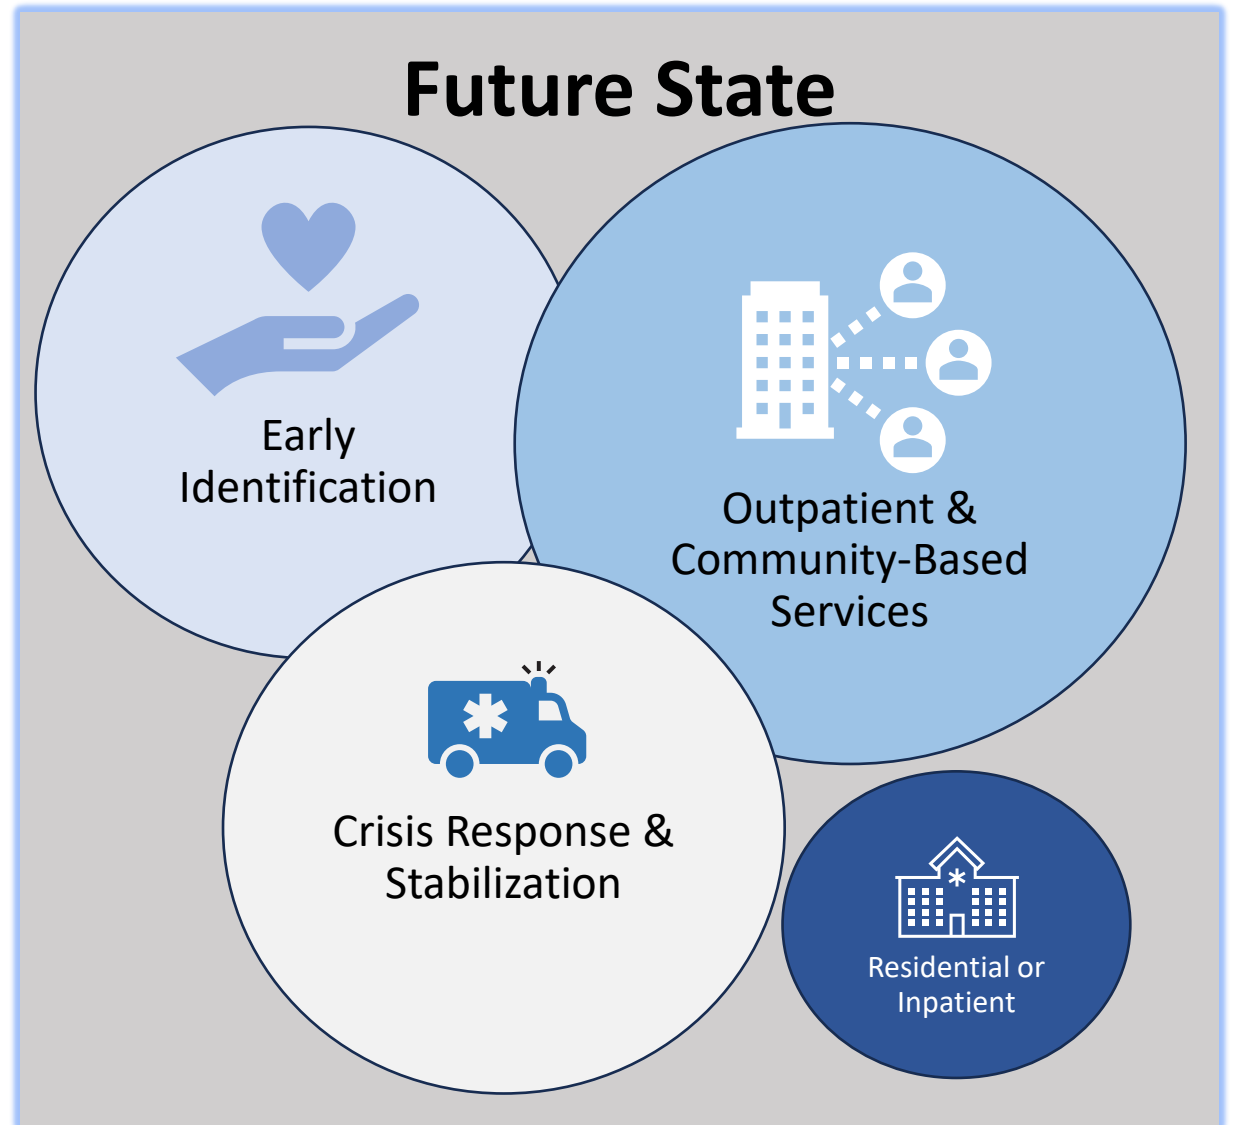 Future State
Early
Identification
Outpatient &
Community-Based
Services
Crisis Response &
Stabilization
Residential or
Inpatient